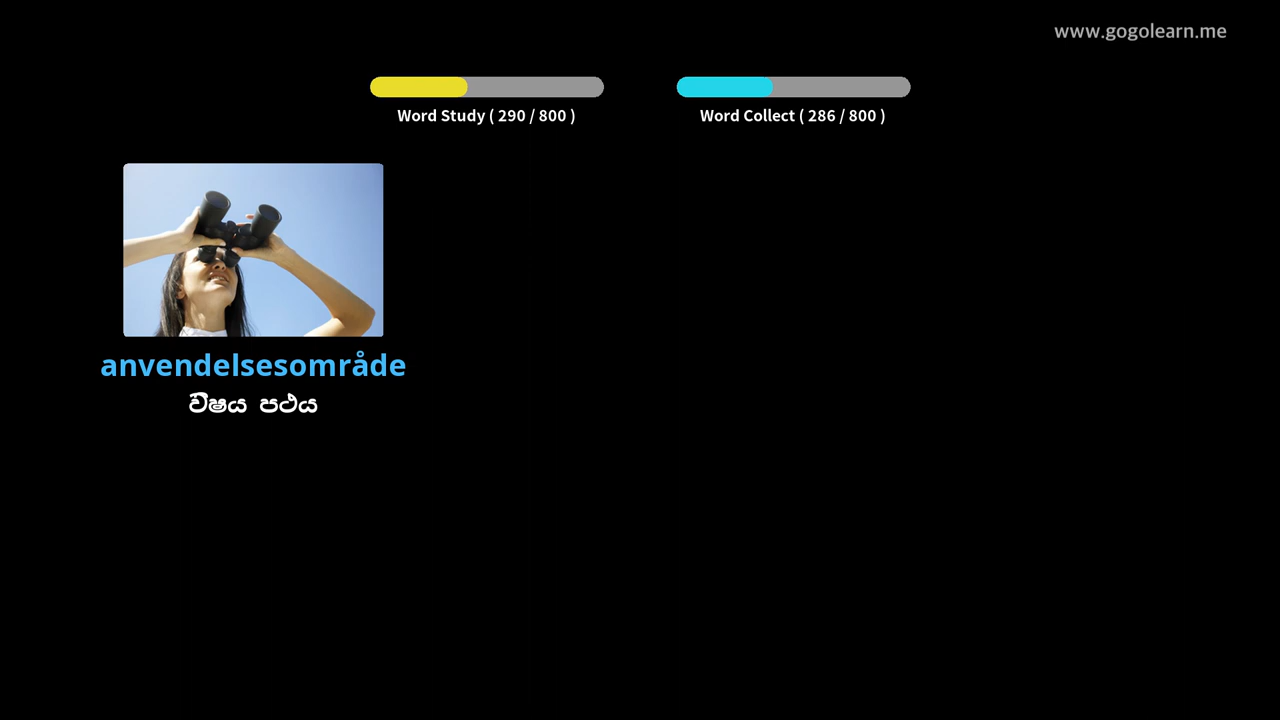 www.gogolearn.me
Word Study ( 290 / 800 )
Word Collect ( 286 / 800 )
anvendelsesområde
විෂය පථය